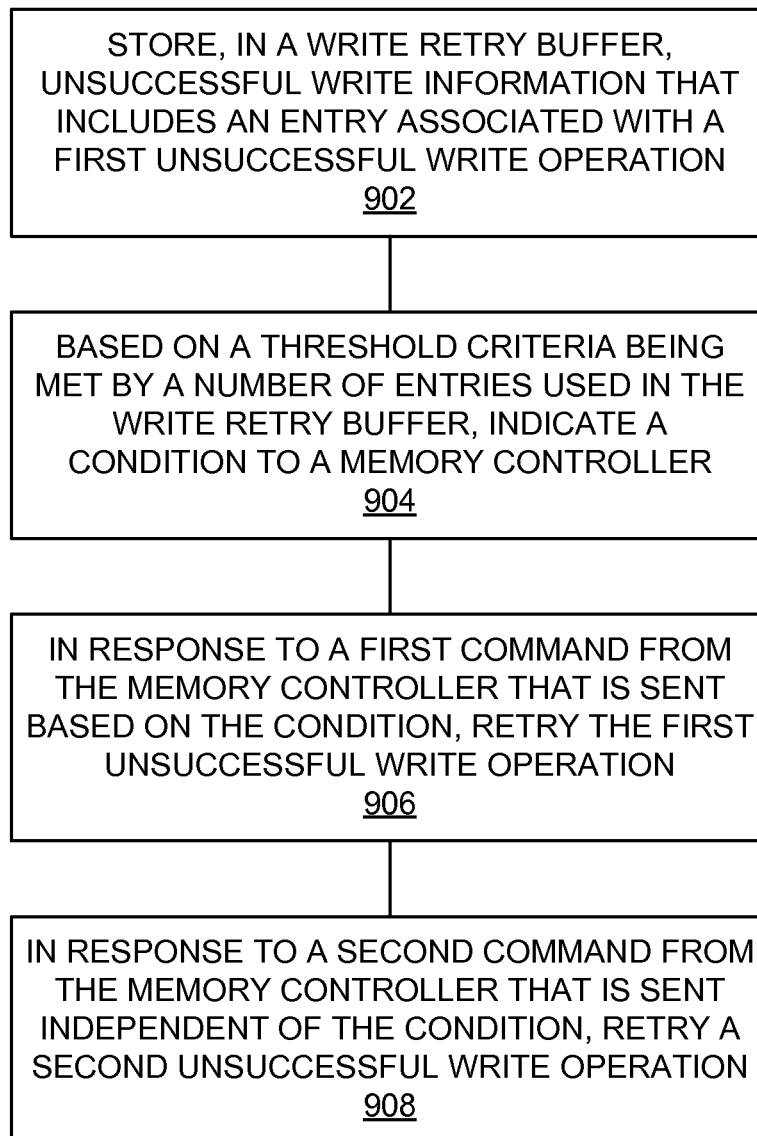 STORE, IN A WRITE RETRY BUFFER,
UNSUCCESSFUL WRITE INFORMATION THAT
INCLUDES AN ENTRY ASSOCIATED WITH A
FIRST UNSUCCESSFUL WRITE OPERATION
902
BASED ON A THRESHOLD CRITERIA BEING
MET BY A NUMBER OF ENTRIES USED IN THE
WRITE RETRY BUFFER, INDICATE A
CONDITION TO A MEMORY CONTROLLER
904
IN RESPONSE TO A FIRST COMMAND FROM
THE MEMORY CONTROLLER THAT IS SENT
BASED ON THE CONDITION, RETRY THE FIRST
UNSUCCESSFUL WRITE OPERATION
906
IN RESPONSE TO A SECOND COMMAND FROM
THE MEMORY CONTROLLER THAT IS SENT
INDEPENDENT OF THE CONDITION, RETRY A
SECOND UNSUCCESSFUL WRITE OPERATION
908